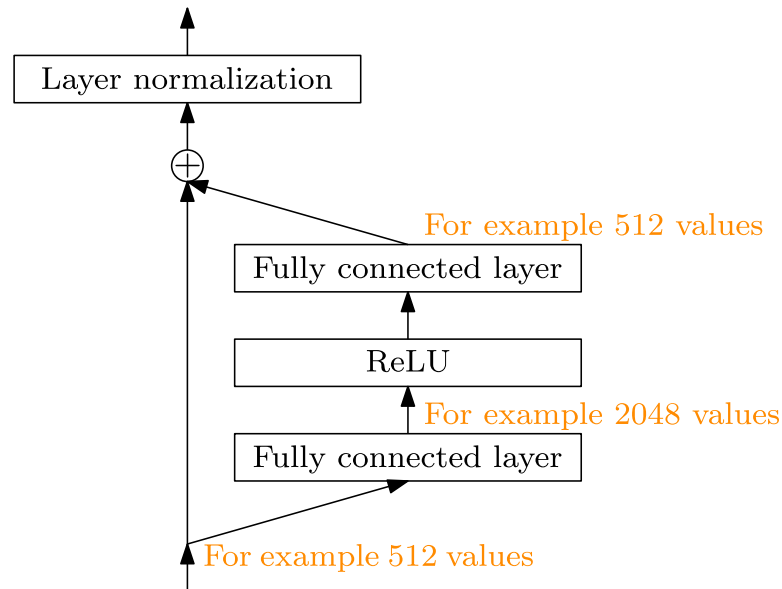 Layer normalization
For example 512 values
Fully connected layer
ReLU
For example 2048 values
Fully connected layer
For example 512 values